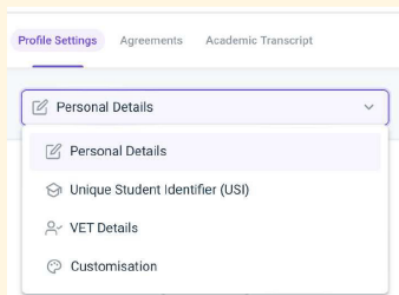 Profile Settings Agreements Academic Transcript
Personal Details
Personal Details
Unique Student Identifier (USI)
VET Details
Customisation